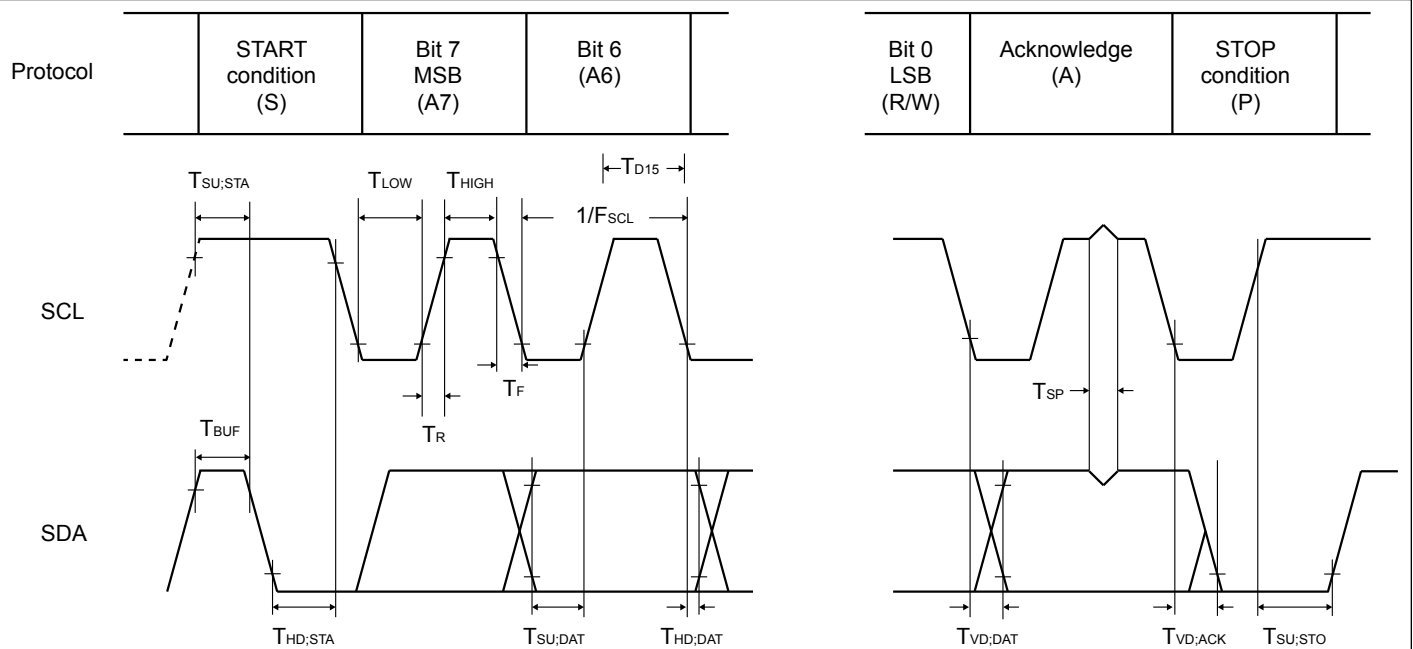 Protocol
START
condition
(S)
Bit 7
MSB
(A7)
Bit 6
(A6)
Bit 0
LSB
(R/W)
Acknowledge
(A)
STOP
condition
(P)
TSU;STA
TLOW
THIGH
TD15
1/FSCL
SCL
TF
TR
TSP
TBUF
SDA
THD;STA
TSU;DAT
THD;DAT
TVD;DAT
TVD;ACK
TSU;STO